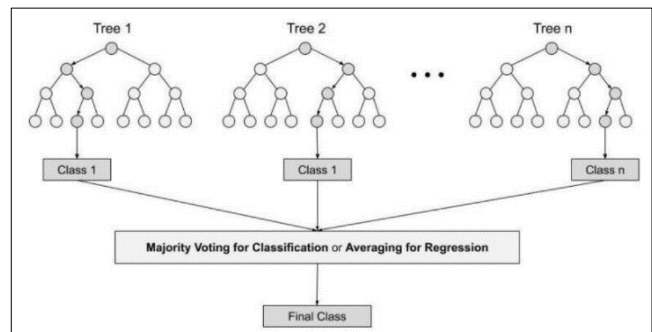 Tree 1
Tree 2
Tree n
Class 1
Class 1
Class n
Majority Voting for Classification or Averaging for Regression
Final Class